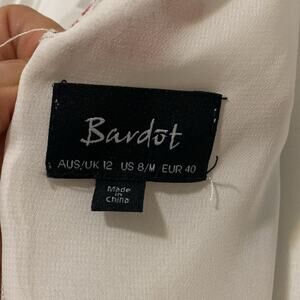 Bardot
AUS/UK 12 US 8/M EUR 40
Made
in
China